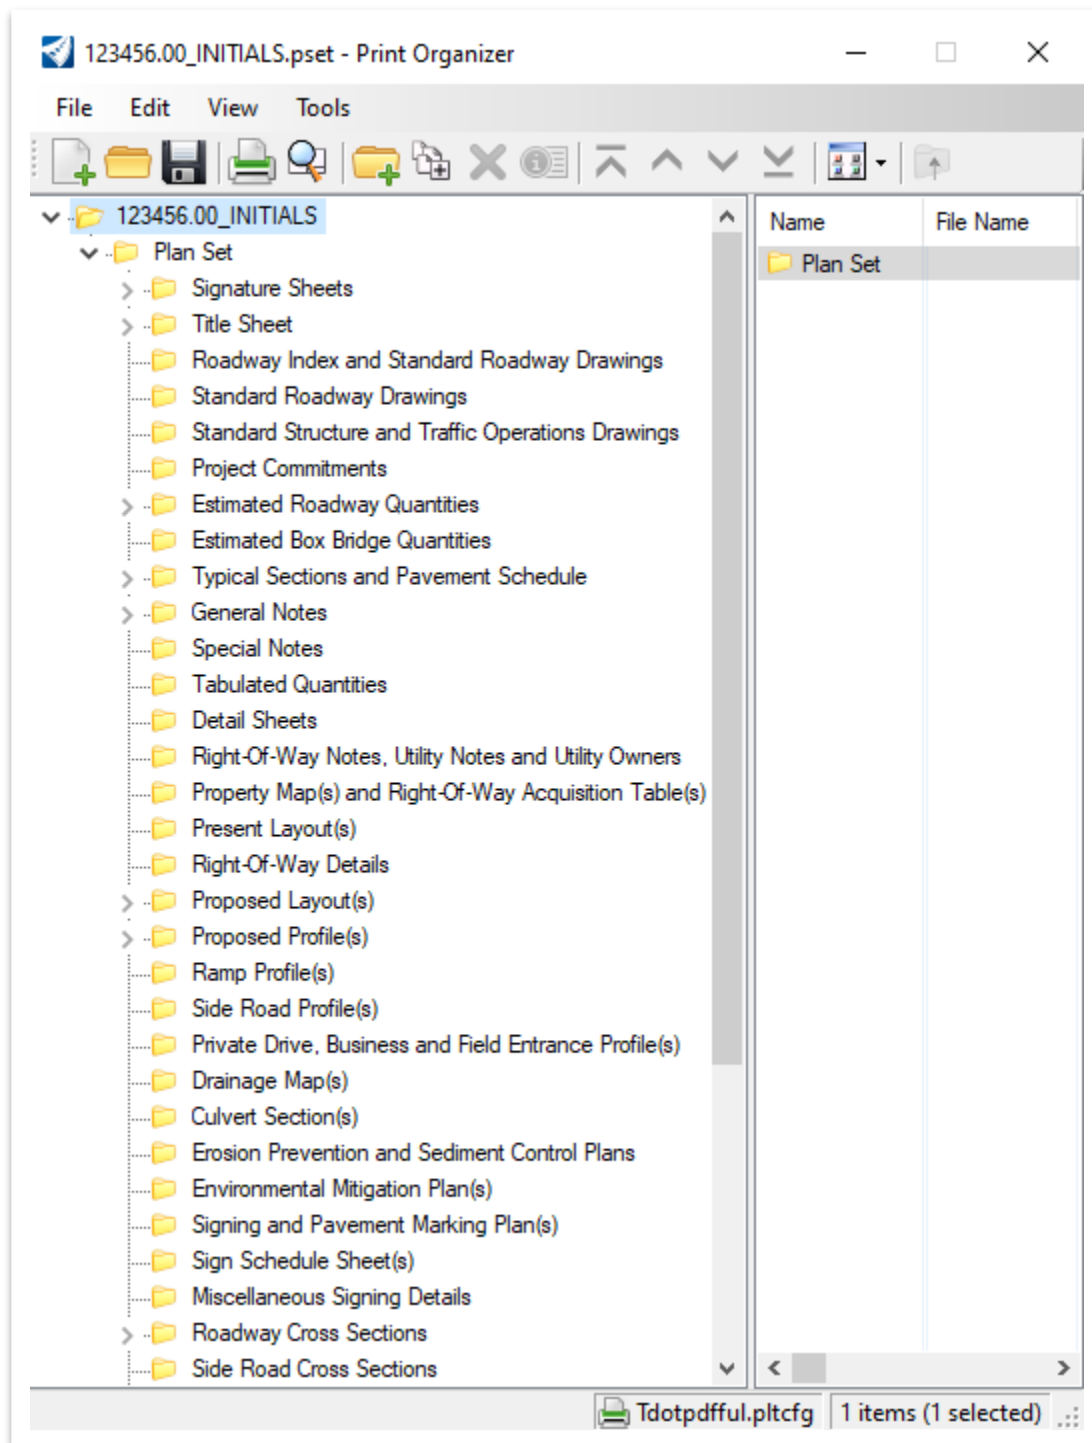 123456.00_INITIALS.pset - Print Organizer
File Edit View Tools
123456.00_INITIALS
Plan Set
Signature Sheets
Title Sheet
Roadway Index and Standard Roadway Drawings
Standard Roadway Drawings
Standard Structure and Traffic Operations Drawings
Project Commitments
Estimated Roadway Quantities
Estimated Box Bridge Quantities
Typical Sections and Pavement Schedule
General Notes
Special Notes
Tabulated Quantities
Detail Sheets
Right-Of-Way Notes, Utility Notes and Utility Owners
Property Map(s) and Right-Of-Way Acquisition Table(s)
Present Layout(s)
Right-Of-Way Details
Proposed Layout(s)
Proposed Profile(s)
Ramp Profile(s)
Side Road Profile(s)
Private Drive, Business and Field Entrance Profile(s)
Drainage Map(s)
Culvert Section(s)
Erosion Prevention and Sediment Control Plans
Environmental Mitigation Plan(s)
Signing and Pavement Marking Plan(s)
Sign Schedule Sheet(s)
Miscellaneous Signing Details
Roadway Cross Sections
Side Road Cross Sections
Name File Name
Plan Set
Tdotpdfful.pltcfg 1 items (1 selected)